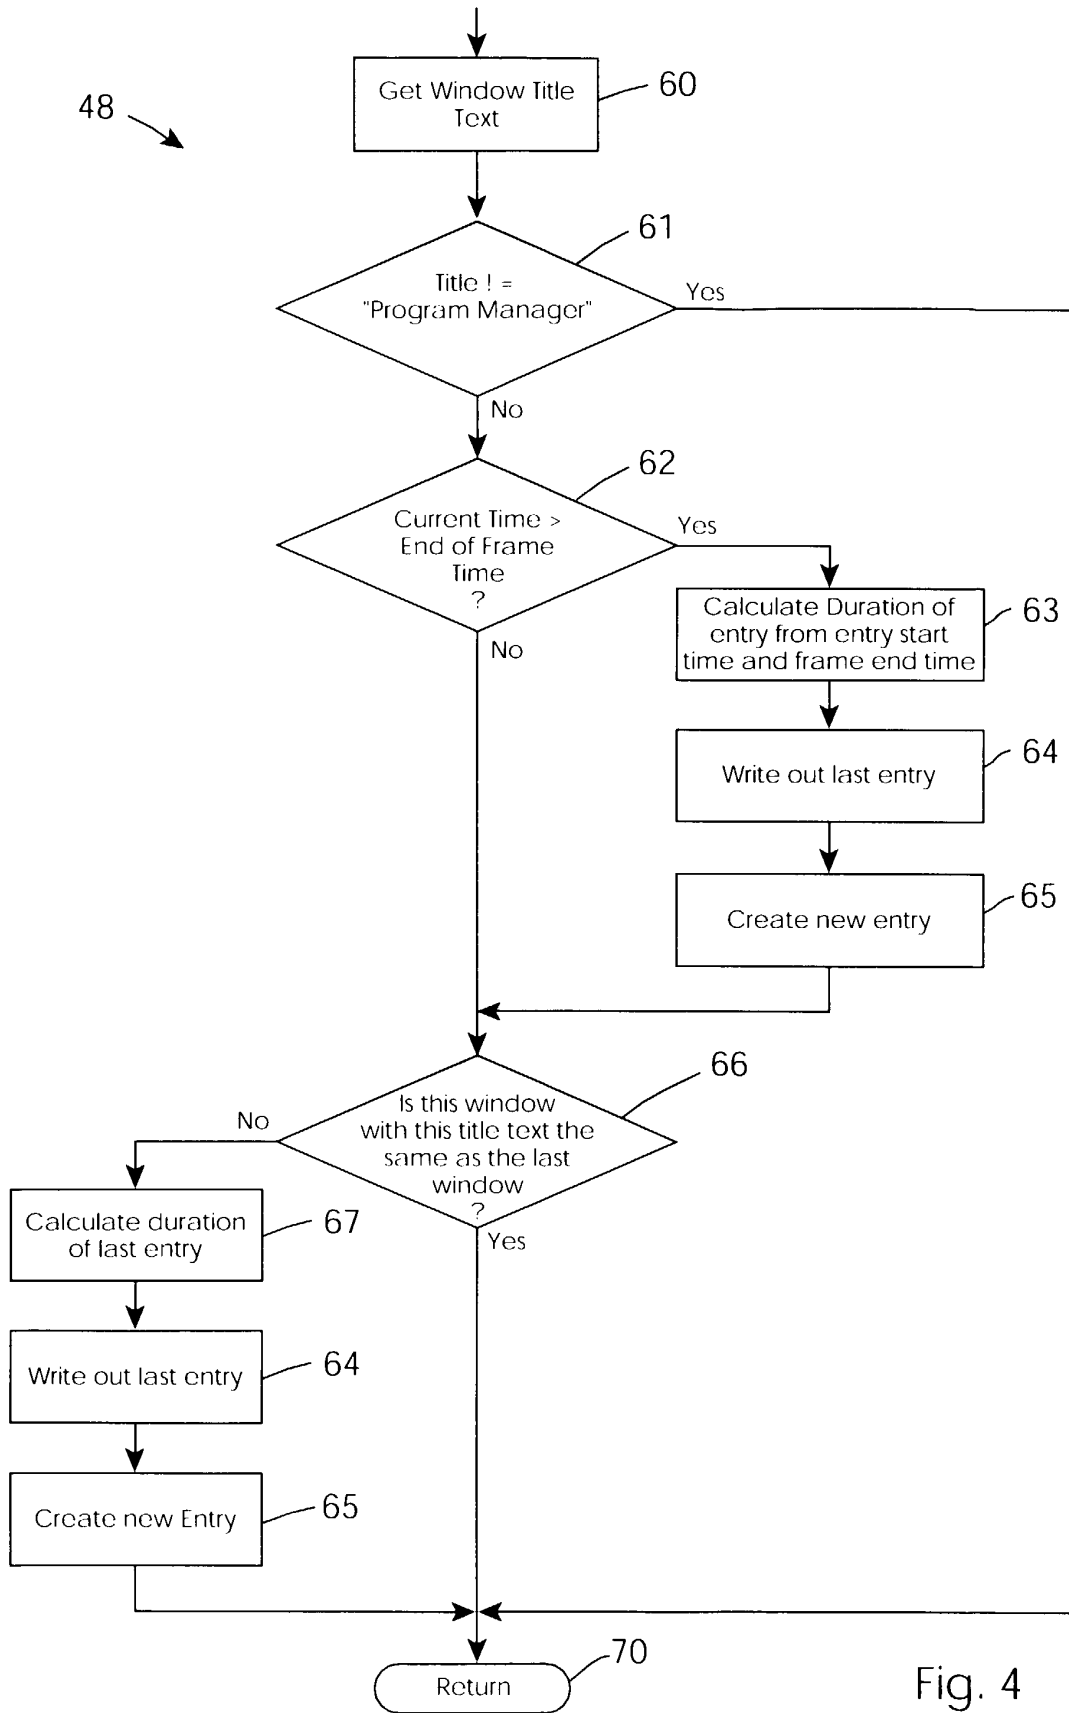 Get Window Title
Text
60
48
61
Title ! =
"Program Manager"
Yes
No
62
Current Time >
End of Frame
Time
?
Yes
No
Calculate Duration of
entry from entry start
time and frame end time
63
Write out last entry
64
Create new entry
65
66
Is this window
with this title text the
same as the last
window
?
No
Yes
Calculate duration
of last entry
67
Write out last entry
64
Create new Entry
65
Return
70
Fig. 4